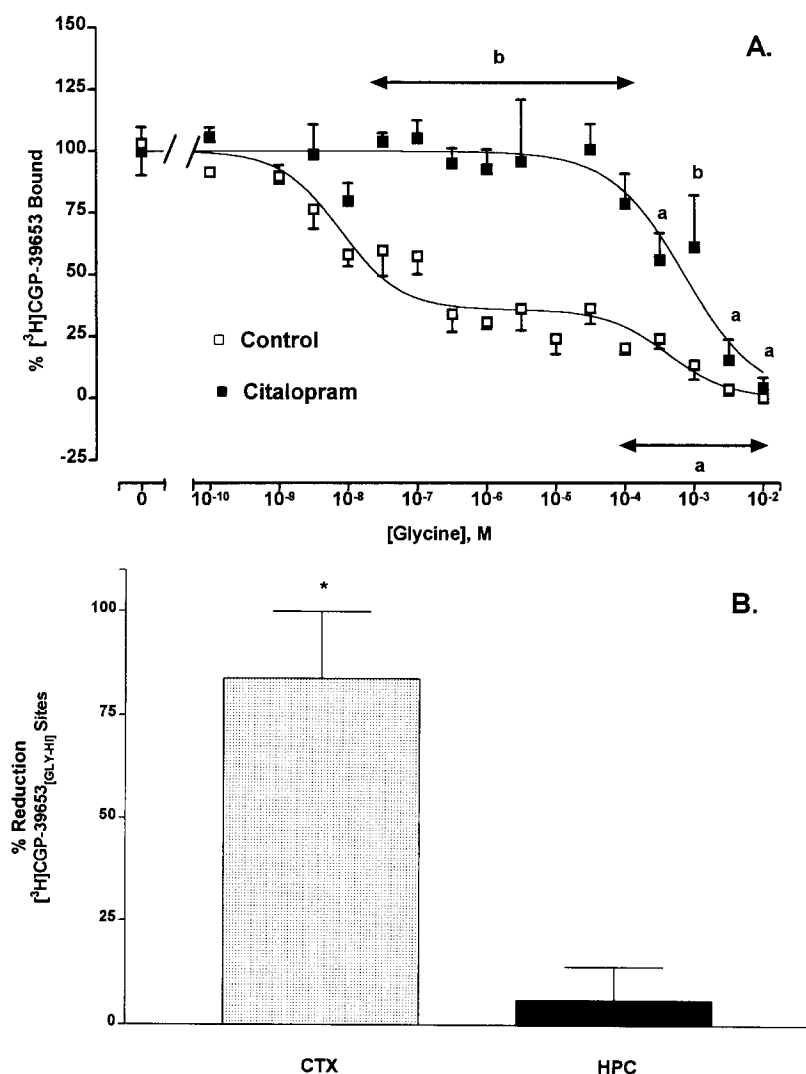 A.
% [³H]CGP-39653 Bound
150
125
100
75
50
25
0
-25
b
b
a
a
a
a
Control
Citalopram
0 10⁻¹⁰ 10⁻⁹ 10⁻⁸ 10⁻⁷ 10⁻⁶ 10⁻⁵ 10⁻⁴ 10⁻³ 10⁻²
[Glycine], M
B.
% Reduction
[³H]CGP-39653[GLY-HI] Sites
100
75
50
25
0
*
CTX HPC